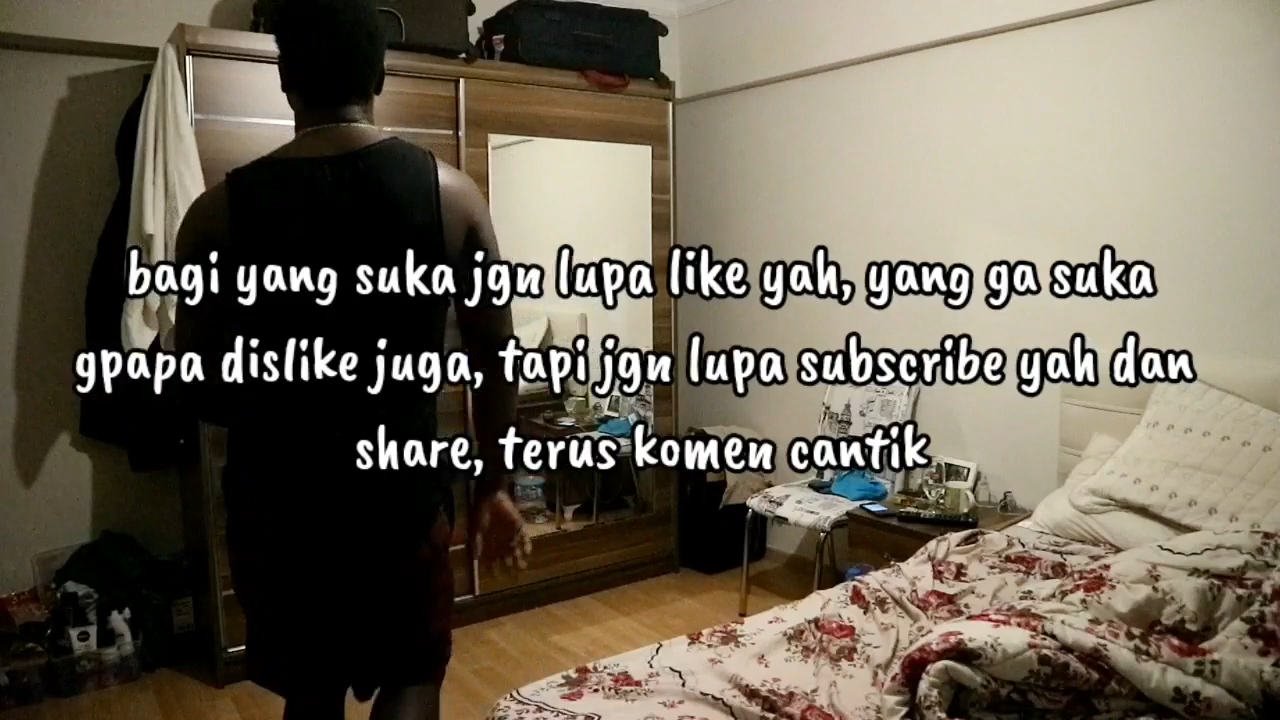 bagi yang suka jgn lupa like yah, yang ga suka
gpapa dislike juga, tapi jgn lupa subscribe yah dan
share, terus komen cantik